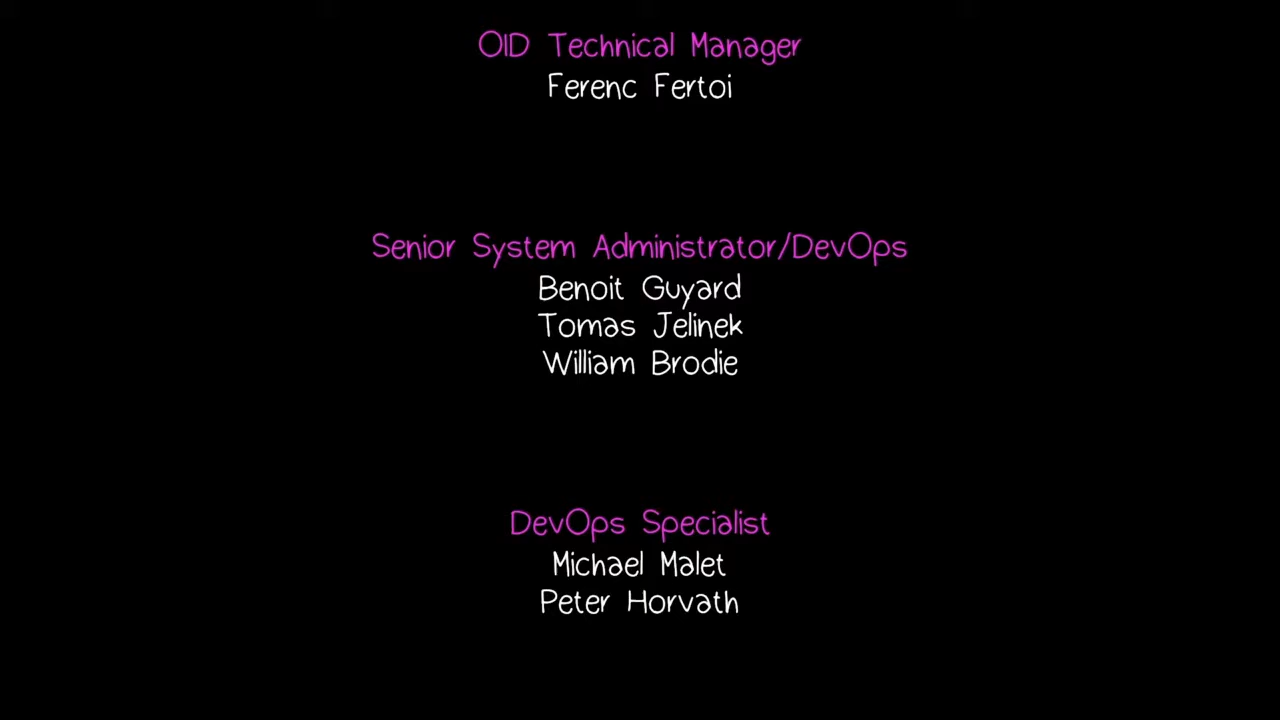 OID Technical Manager
Ferenc Fertoi
Senior System Administrator/DevOps
Benoit Guyard
Tomas Jelinek
William Brodie
DevOps Specialist
Michael Malet
Peter Horvath